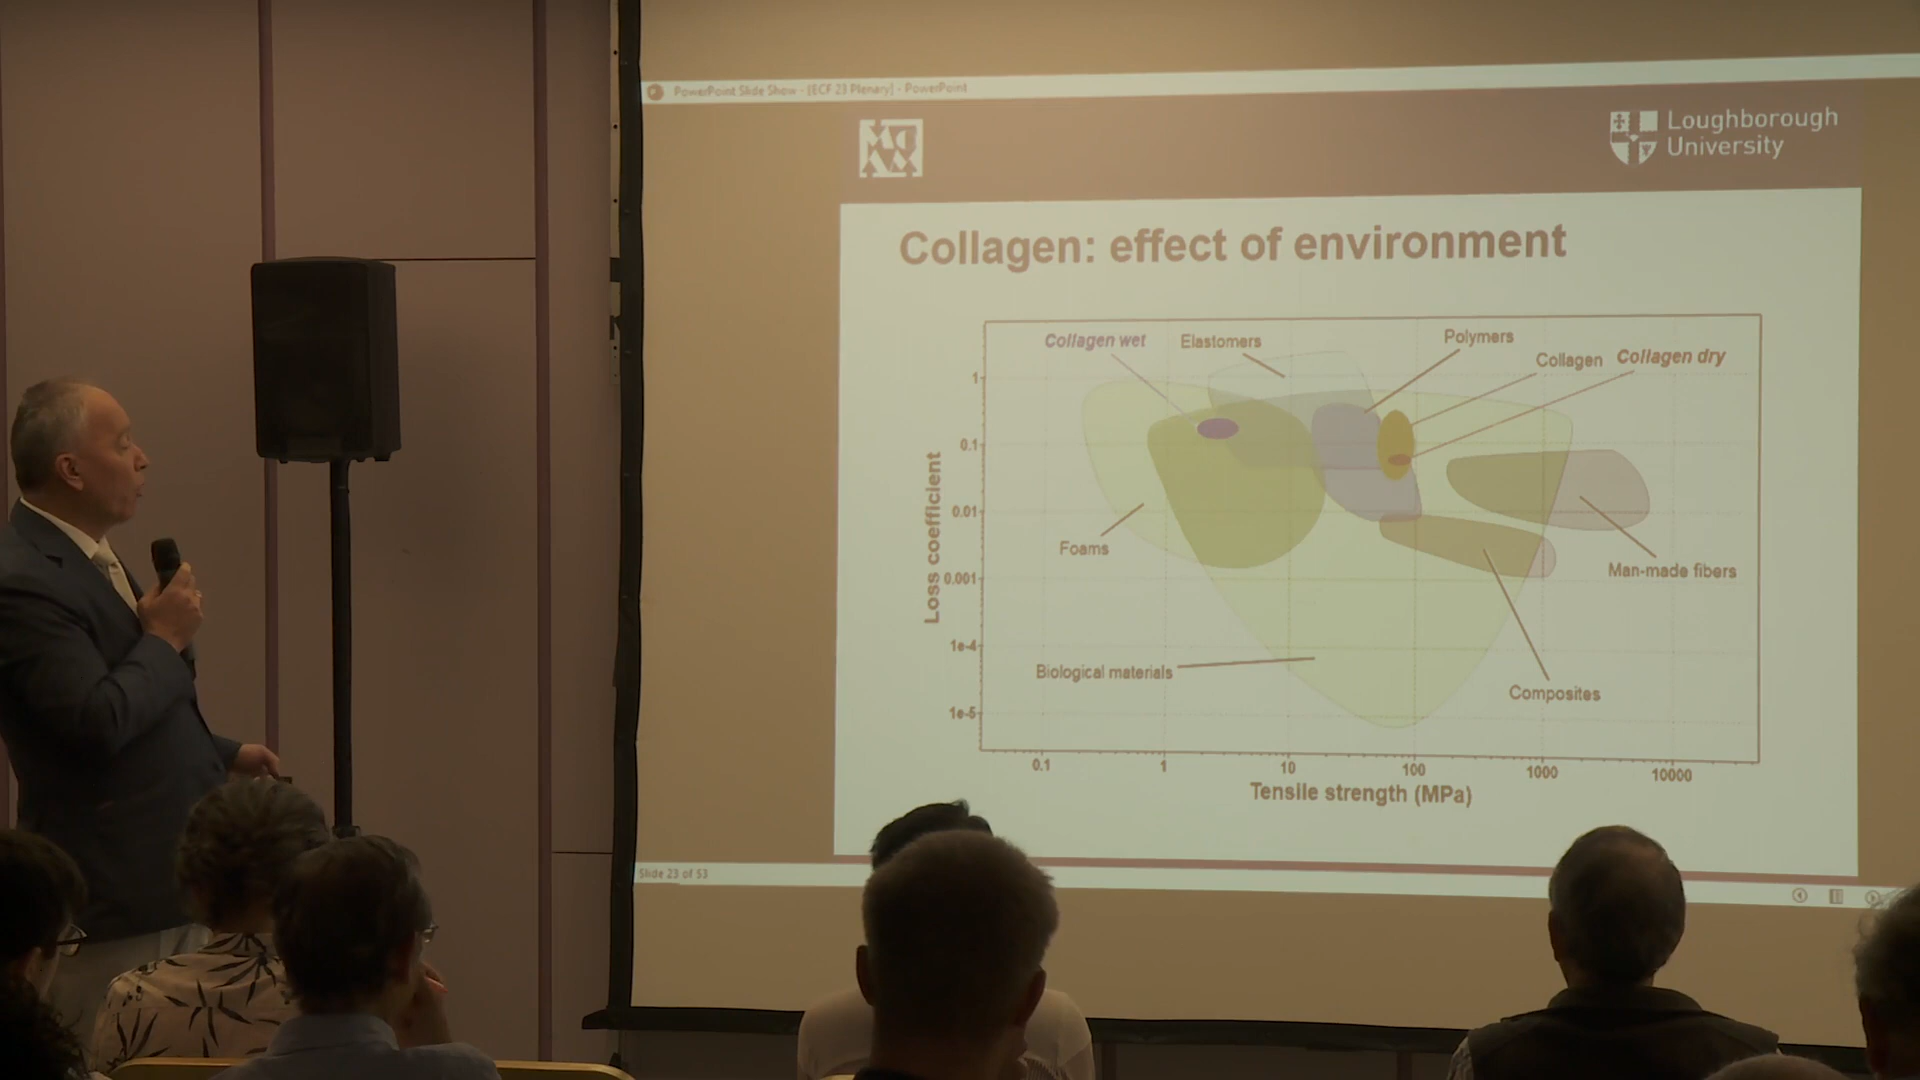 PowerPoint Slide Show - [ECF 23 Plenary] - PowerPoint
Loughborough
University
Collagen: effect of environment
Collagen wet
Elastomers
Polymers
Collagen
Collagen dry
1
0.1
0.01
0.001
1e-4
1e-5
Loss coefficient
Foams
Man-made fibers
Biological materials
Composites
0.1
1
10
100
1000
10000
Tensile strength (MPa)
Slide 23 of 53